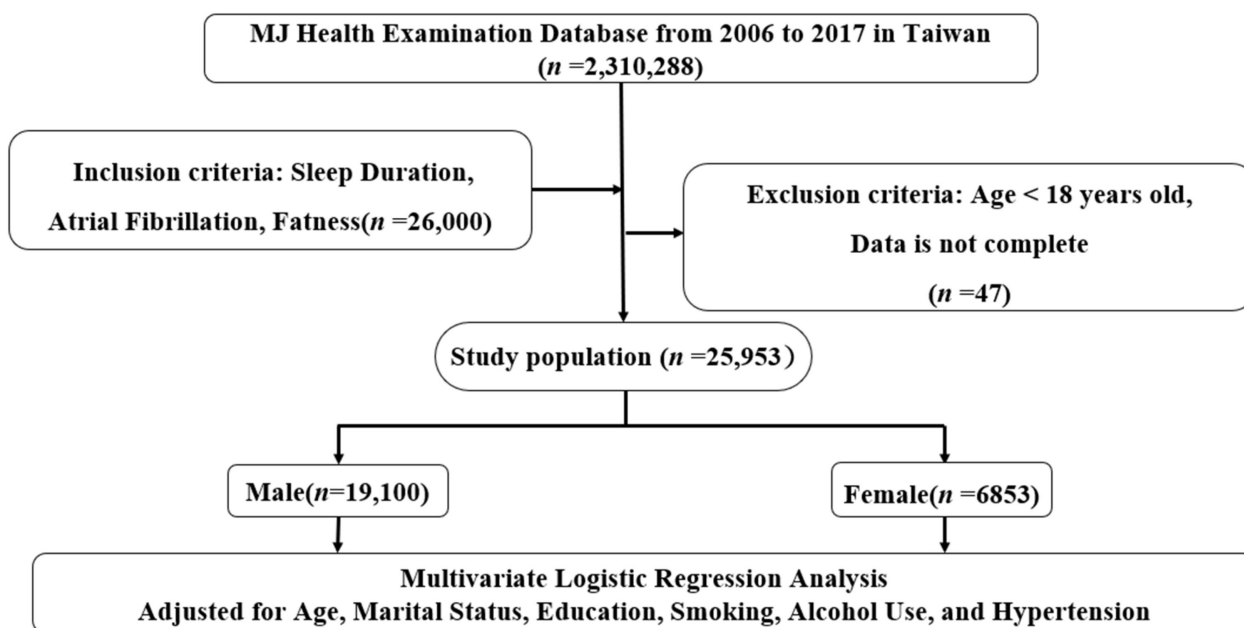 MJ Health Examination Database from 2006 to 2017 in Taiwan
(n =2,310,288)
Inclusion criteria: Sleep Duration,
Atrial Fibrillation, Fatness(n =26,000)
Exclusion criteria: Age < 18 years old,
Data is not complete
(n =47)
Study population (n =25,953）
Male(n=19,100)
Female(n =6853)
Multivariate Logistic Regression Analysis
Adjusted for Age, Marital Status, Education, Smoking, Alcohol Use, and Hypertension